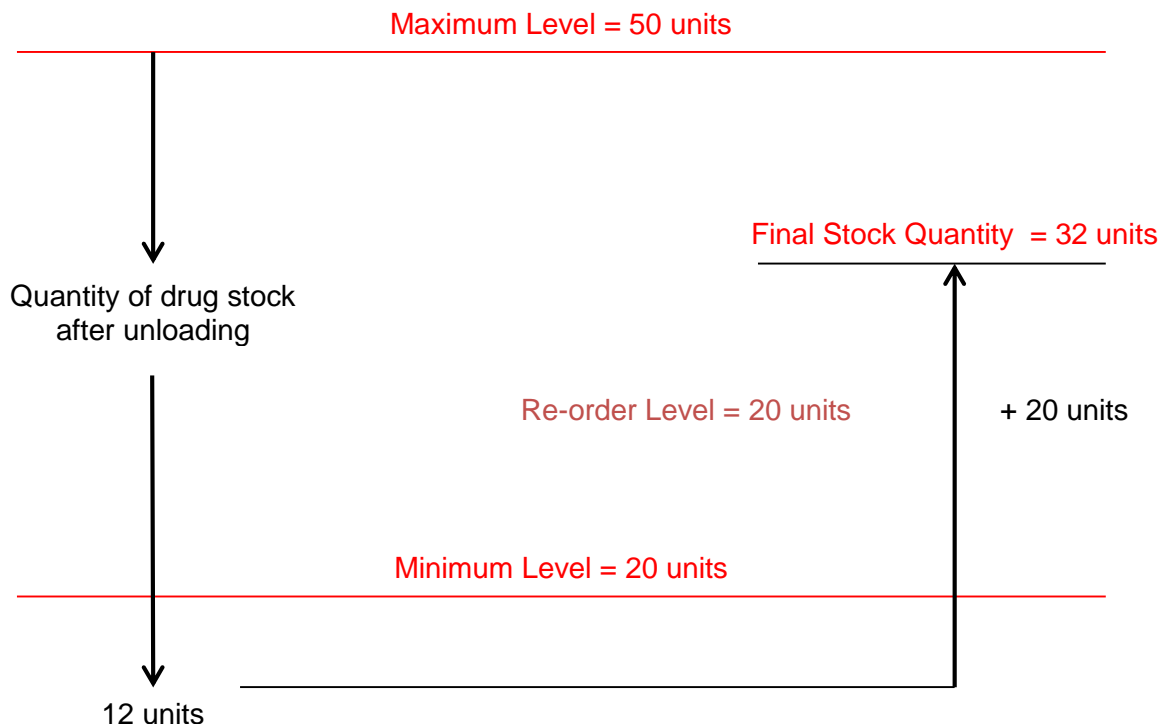 Maximum Level = 50 units
Final Stock Quantity  = 32 units
Quantity of drug stock
after unloading
Re-order Level = 20 units
+ 20 units
Minimum Level = 20 units
12 units